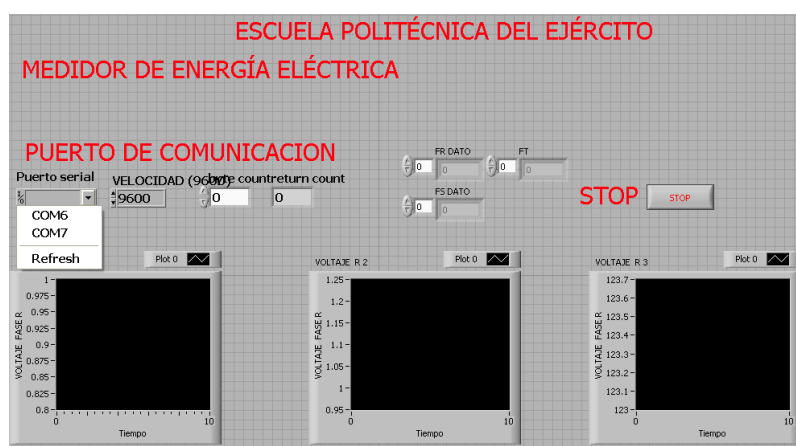 ESCUELA POLITÉCNICA DEL EJÉRCITO
MEDIDOR DE ENERGÍA ELÉCTRICA
PUERTO DE COMUNICACION
FR DATO
FT
0
0
0
0
Puerto serial
VELOCIDAD (9600)
byte count
return count
9600
0
0
FS DATO
0
0
STOP
STOP
COM6
COM7
Refresh
Plot 0
VOLTAJE R 2
Plot 0
VOLTAJE R 3
Plot 0
VOLTAJE FASE R
1
0.975
0.95
0.925
0.9
0.875
0.85
0.825
0.8
0
10
Tiempo
VOLTAJE FASE R
1.25
1.2
1.15
1.1
1.05
1
0.95
0
10
Tiempo
VOLTAJE FASE R
123.7
123.6
123.5
123.4
123.3
123.2
123.1
123
0
10
Tiempo